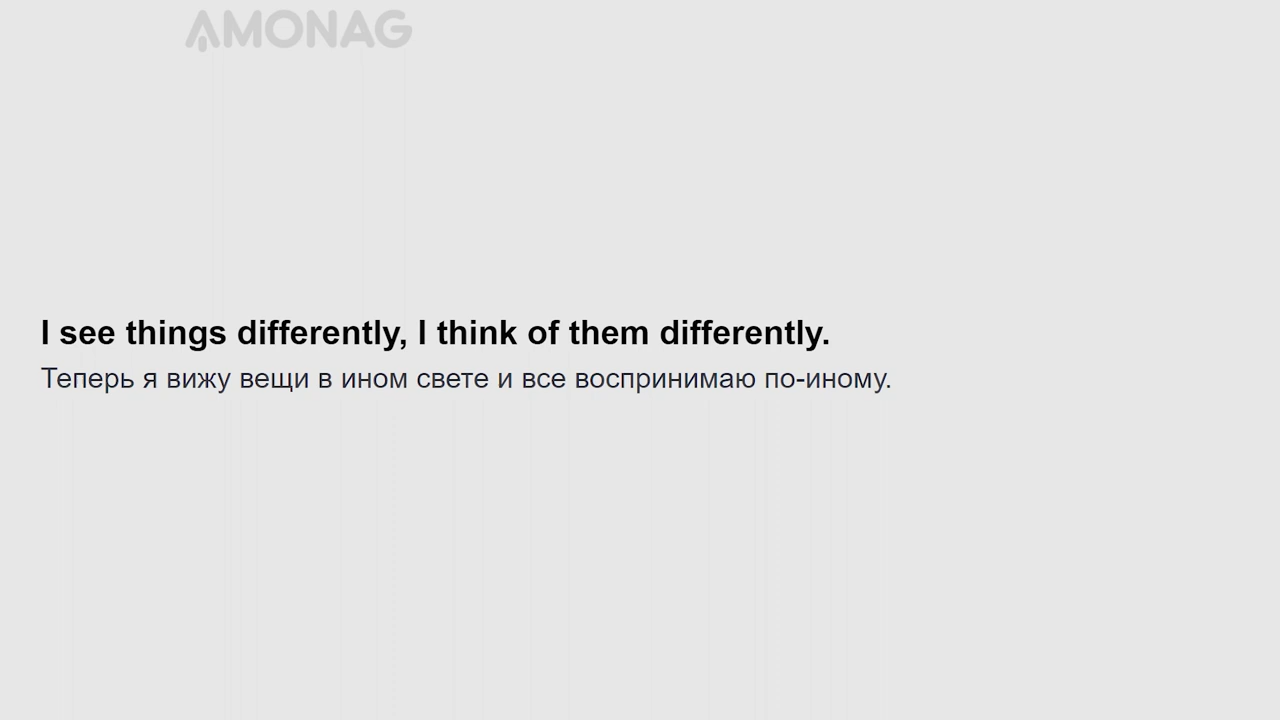 AMONAG
I see things differently, I think of them differently.
Теперь я вижу вещи в ином свете и все воспринимаю по-иному.